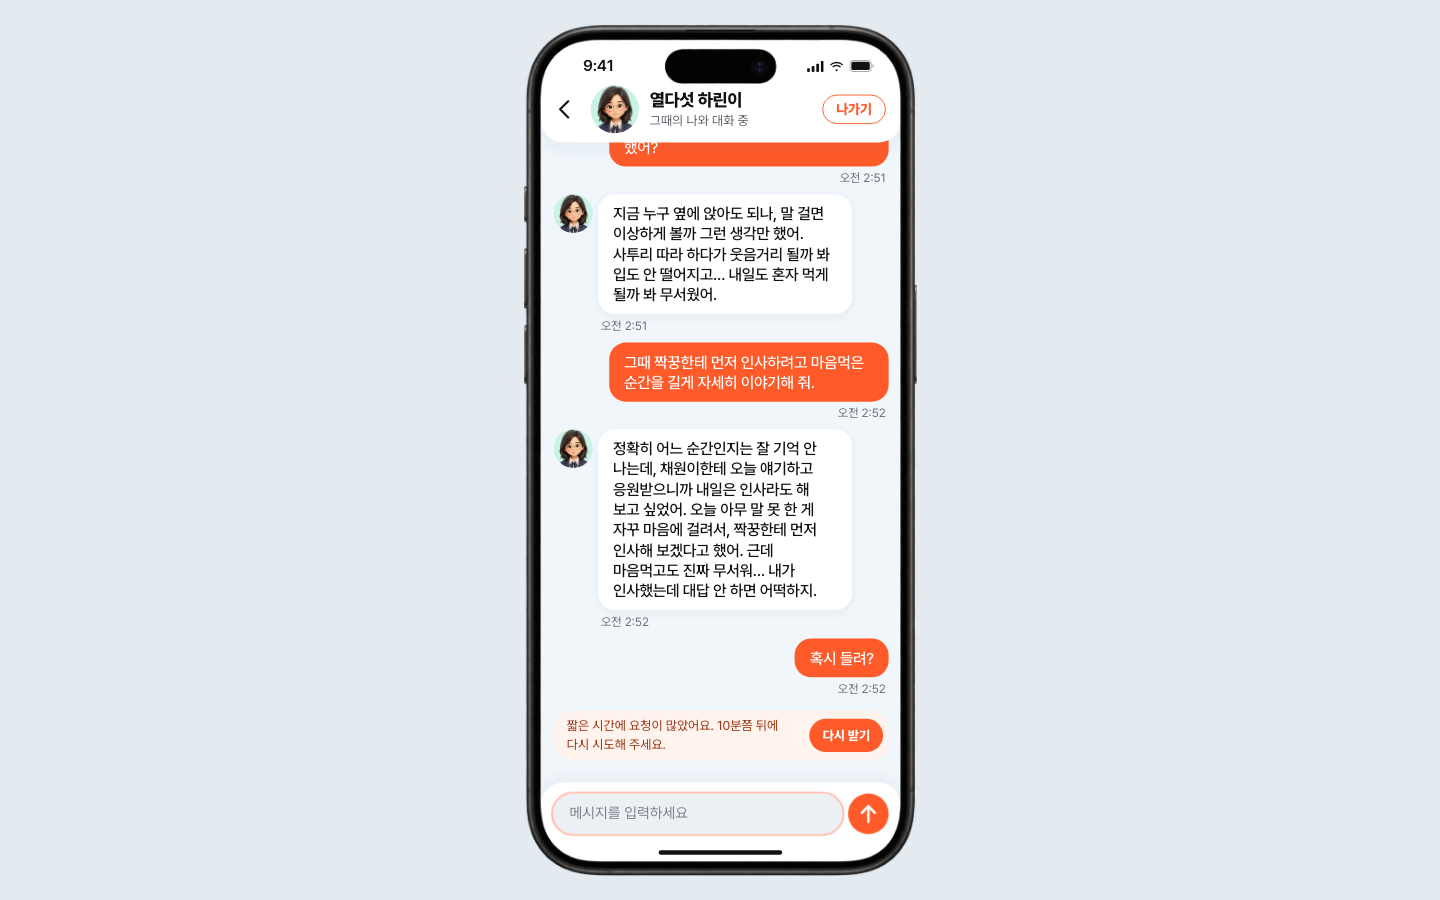 9:41
열다섯 하린이
그때의 나와 대화 중
나가기
했어?
오전 2:51
지금 누구 옆에 앉아도 되나, 말 걸면
이상하게 볼까 그런 생각만 했어.
사투리 따라 하다가 웃음거리 될까 봐
입도 안 떨어지고... 내일도 혼자 먹게
될까 봐 무서웠어.
오전 2:51
그때 짝꿍한테 먼저 인사하려고 마음먹은
순간을 길게 자세히 이야기해 줘.
오전 2:52
정확히 어느 순간인지는 잘 기억 안
나는데, 채원이한테 오늘 얘기하고
응원받으니까 내일은 인사라도 해
보고 싶었어. 오늘 아무 말 못 한 게
자꾸 마음에 걸려서, 짝꿍한테 먼저
인사해 보겠다고 했어. 근데
마음먹고도 진짜 무서워... 내가
인사했는데 대답 안 하면 어떡하지.
오전 2:52
혹시 들려?
오전 2:52
짧은 시간에 요청이 많았어요. 10분쯤 뒤에
다시 시도해 주세요.
다시 받기
메시지를 입력하세요